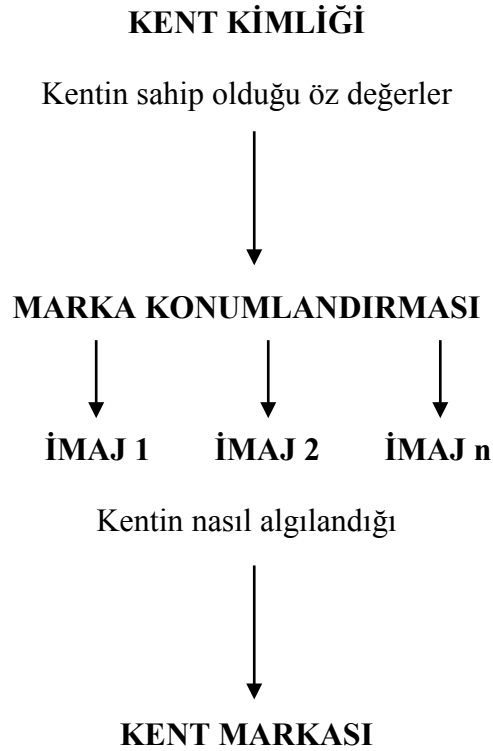 KENT KİMLİĞİ
Kentin sahip olduğu öz değerler
MARKA KONUMLANDIRMASI
İMAJ 1 İMAJ 2 İMAJ n
Kentin nasıl algılandığı
KENT MARKASI